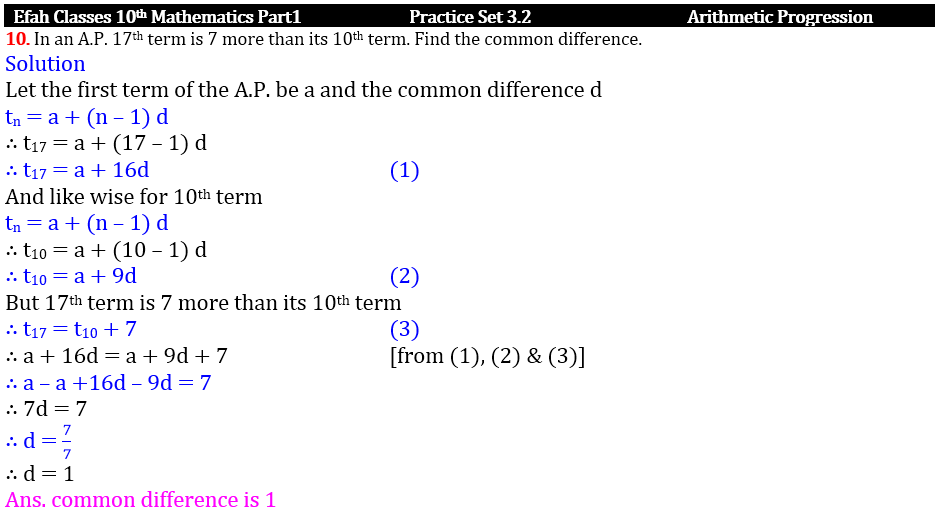 Efah Classes 10th Mathematics Part1 Practice Set 3.2 Arithmetic Progression
10. In an A.P. 17th term is 7 more than its 10th term. Find the common difference.
Solution
Let the first term of the A.P. be a and the common difference d
tn = a + (n – 1) d
∴ t17 = a + (17 – 1) d
∴ t17 = a + 16d (1)
And like wise for 10th term
tn = a + (n – 1) d
∴ t10 = a + (10 – 1) d
∴ t10 = a + 9d (2)
But 17th term is 7 more than its 10th term
∴ t17 = t10 + 7 (3)
∴ a + 16d = a + 9d + 7 [from (1), (2) & (3)]
∴ a – a +16d – 9d = 7
∴ 7d = 7
∴ d = 7/7
∴ d = 1
Ans. common difference is 1